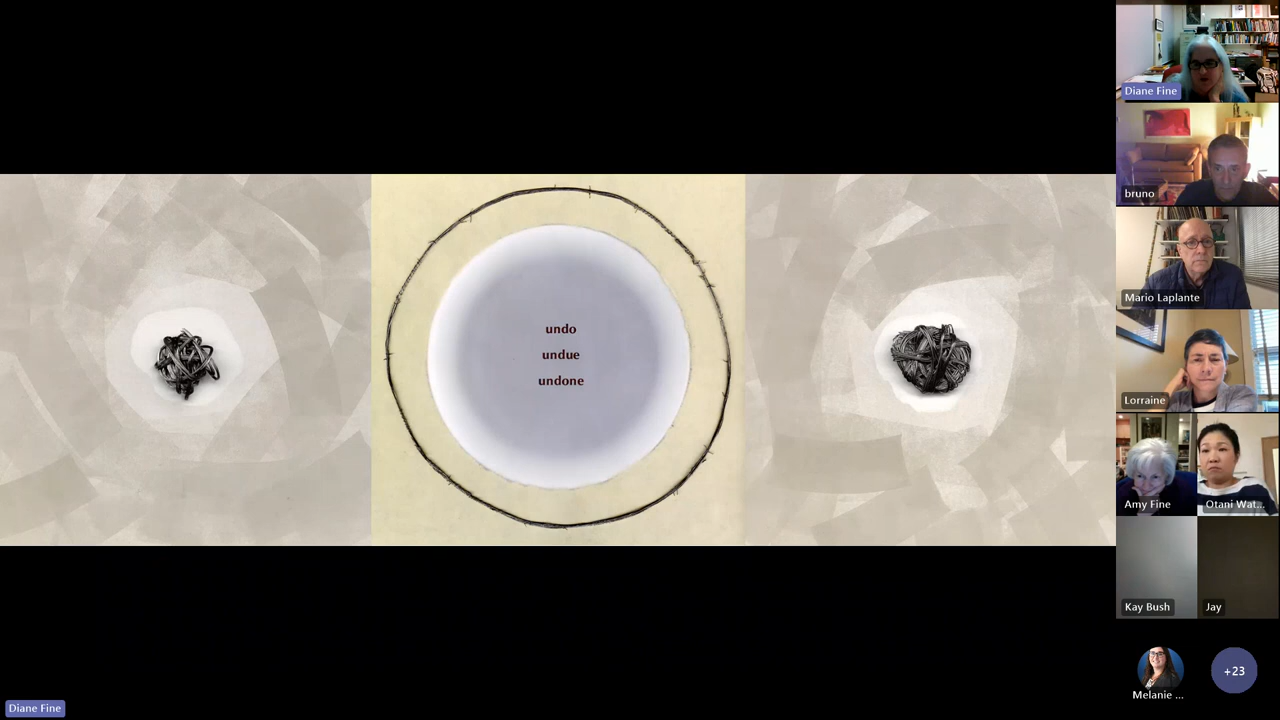 undo
undue
undone
Diane Fine
Diane Fine
bruno
Mario Laplante
Lorraine
Amy Fine
Otani Wat...
Kay Bush
Jay
Melanie ...
+23